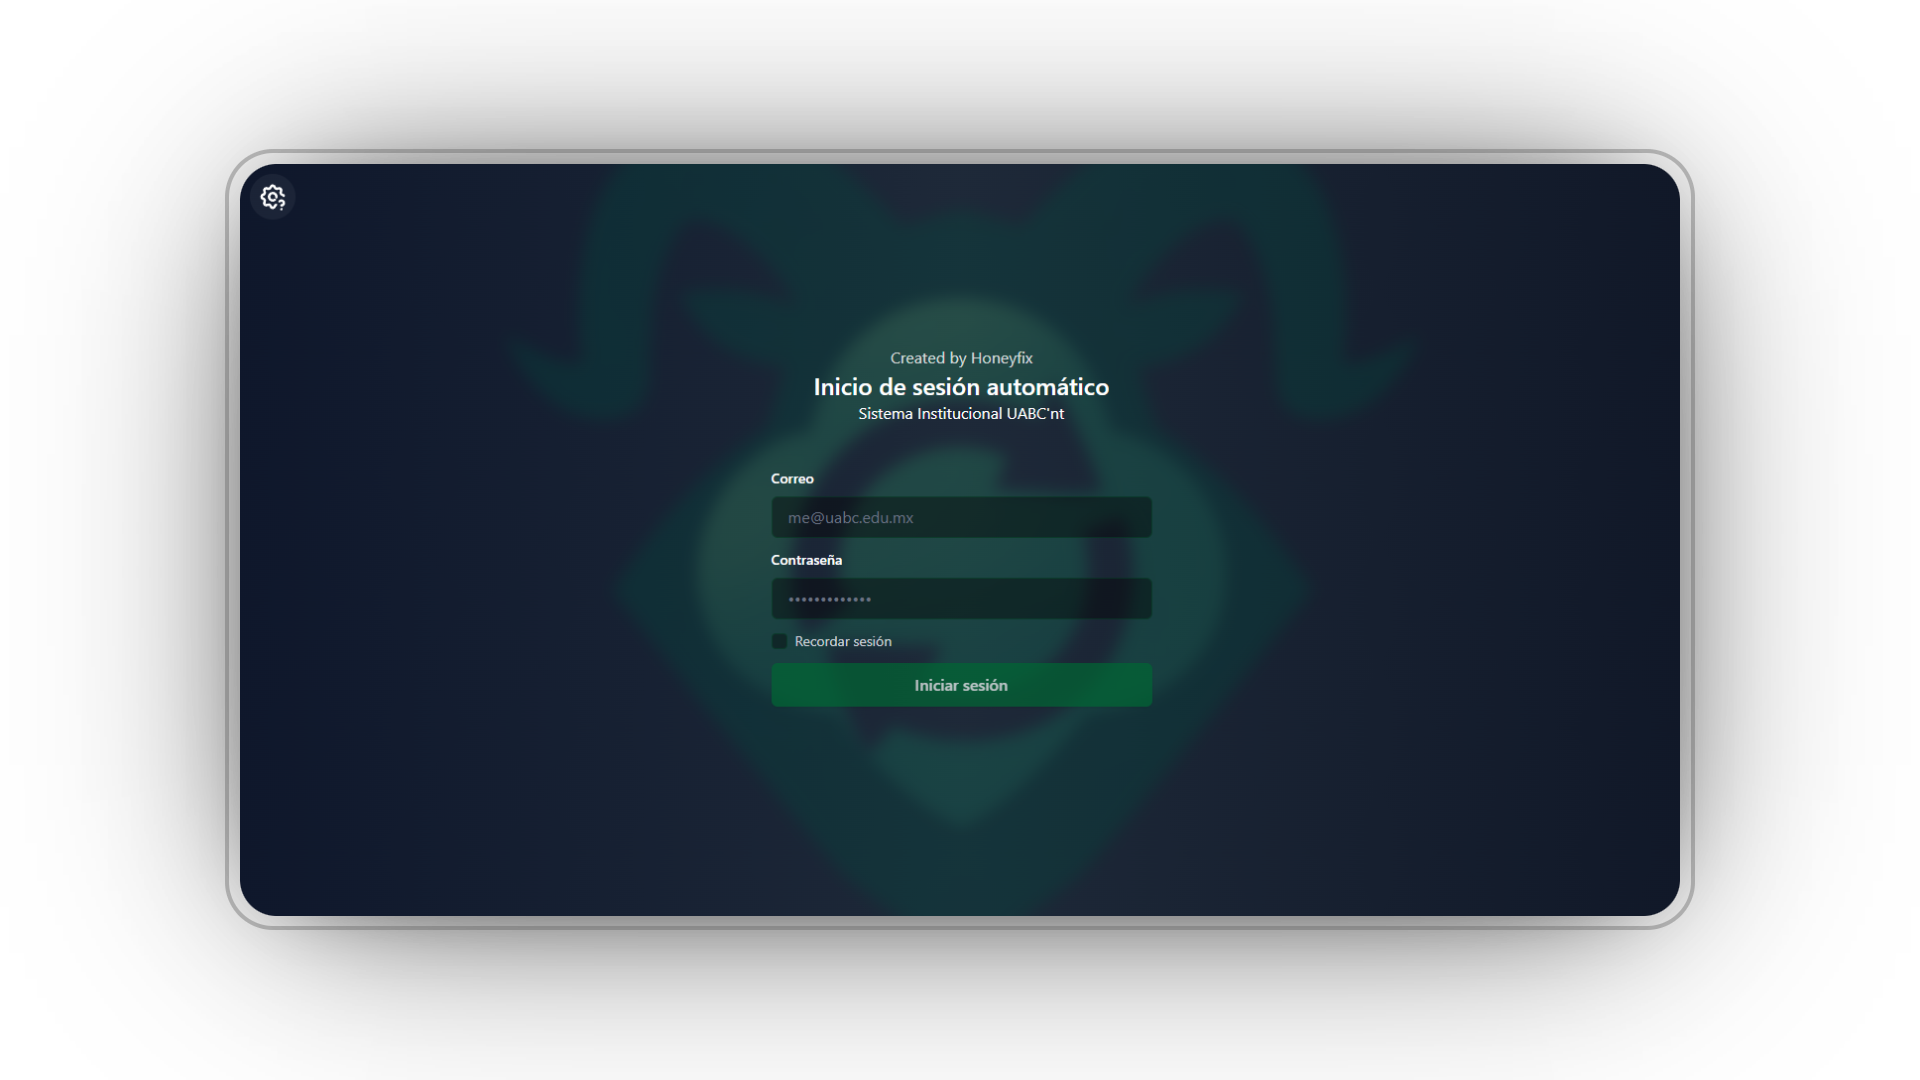 Created by Honeyfix
Inicio de sesión automático
Sistema Institucional UABC'nt
Correo
me@uabc.edu.mx
Contraseña
•••••••••••••
Recordar sesión
Iniciar sesión